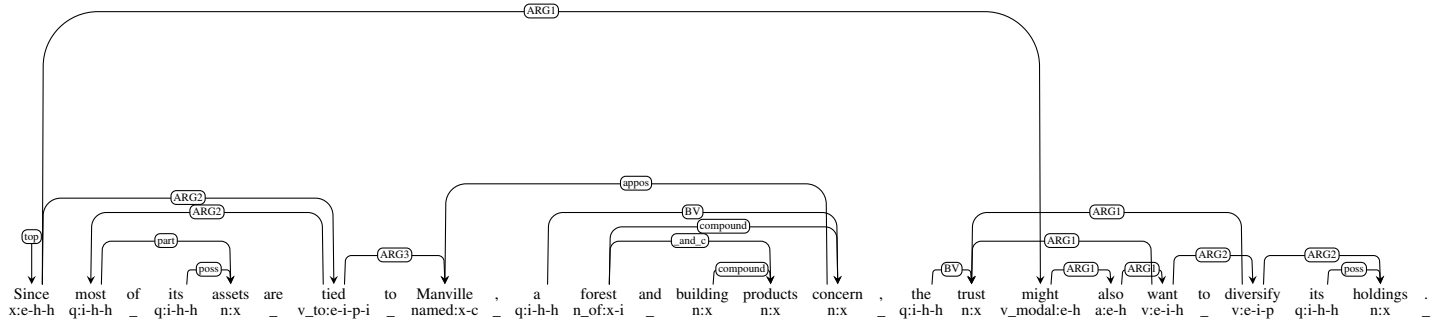 ARG1
appos
ARG2
ARG2 BV ARG1
compound
top part _and_c ARG1
ARG3 ARG2 ARG2
poss compound BV ARG1 ARG1 poss
Since most of its assets are tied to Manville , a forest and building products concern , the trust might also want to diversify its holdings .
x:e-h-h q:i-h-h _ q:i-h-h n:x _ v_to:e-i-p-i _ named:x-c _ q:i-h-h n_of:x-i _ n:x n:x n:x _ q:i-h-h n:x v_modal:e-h a:e-h v:e-i-h _ v:e-i-p q:i-h-h n:x _